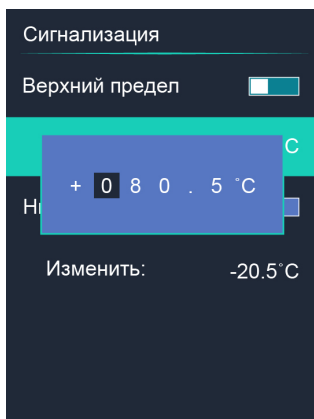 Сигнализация
Верхний предел
С
+ 0 8 0 . 5 °C
Изменить: -20.5°C